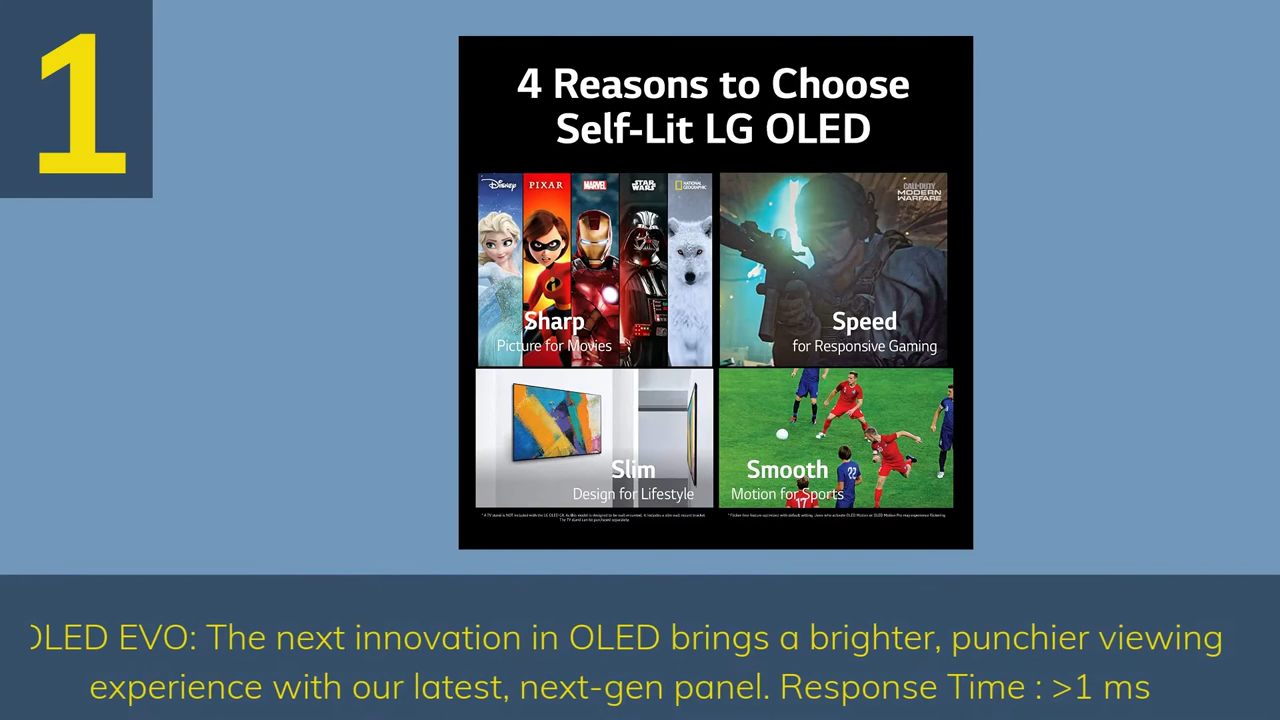 1
4 Reasons to Choose
Self-Lit LG OLED
Disney
PIXAR
MARVEL
STAR WARS
NATIONAL GEOGRAPHIC
CALL OF DUTY
MODERN
WARFARE
Sharp
Picture for Movies
Speed
for Responsive Gaming
Slim
Design for Lifestyle
Smooth
Motion for Sports
22
17
OLED EVO: The next innovation in OLED brings a brighter, punchier viewing
experience with our latest, next-gen panel. Response Time : >1 ms